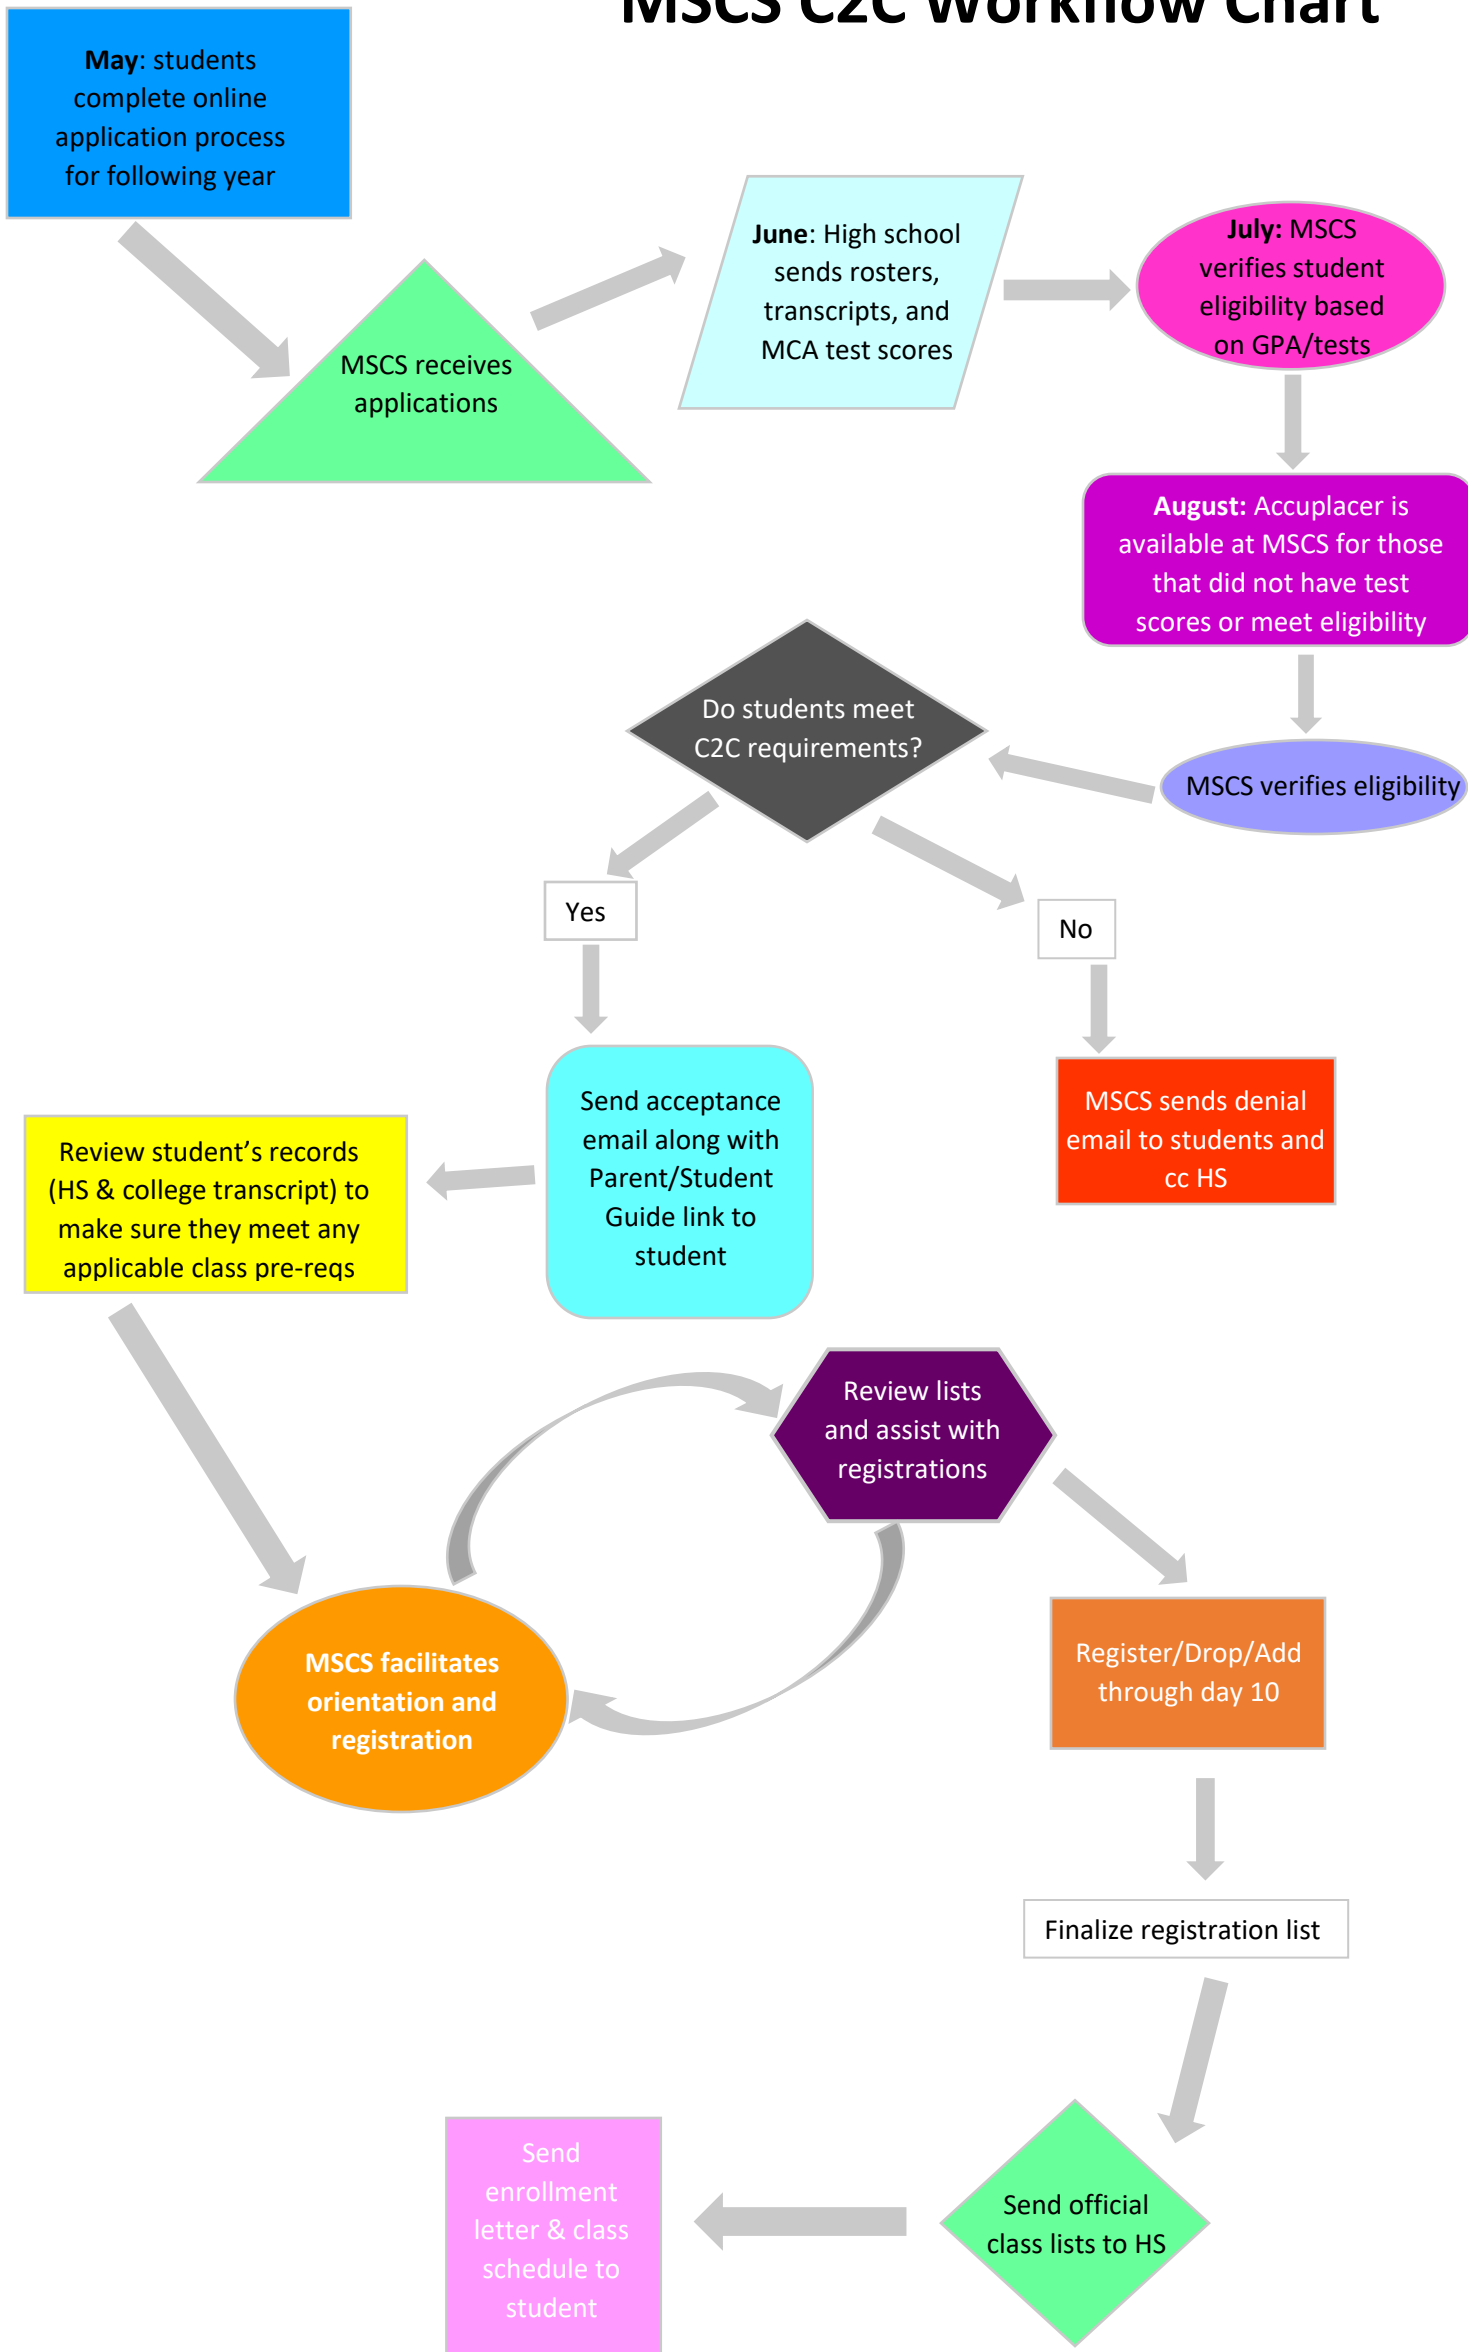 MSCS C2C Workflow Chart
May: students
complete online
application process
for following year
MSCS receives
applications
June: High school
sends rosters,
transcripts, and
MCA test scores
July: MSCS
verifies student
eligibility based
on GPA/tests
August: Accuplacer is
available at MSCS for those
that did not have test
scores or meet eligibility
MSCS verifies eligibility
Do students meet
C2C requirements?
Yes
No
Send acceptance
email along with
Parent/Student
Guide link to
student
MSCS sends denial
email to students and
cc HS
Review student’s records
(HS & college transcript) to
make sure they meet any
applicable class pre-reqs
MSCS facilitates
orientation and
registration
Review lists
and assist with
registrations
Register/Drop/Add
through day 10
Finalize registration list
Send official
class lists to HS
Send
enrollment
letter & class
schedule to
student